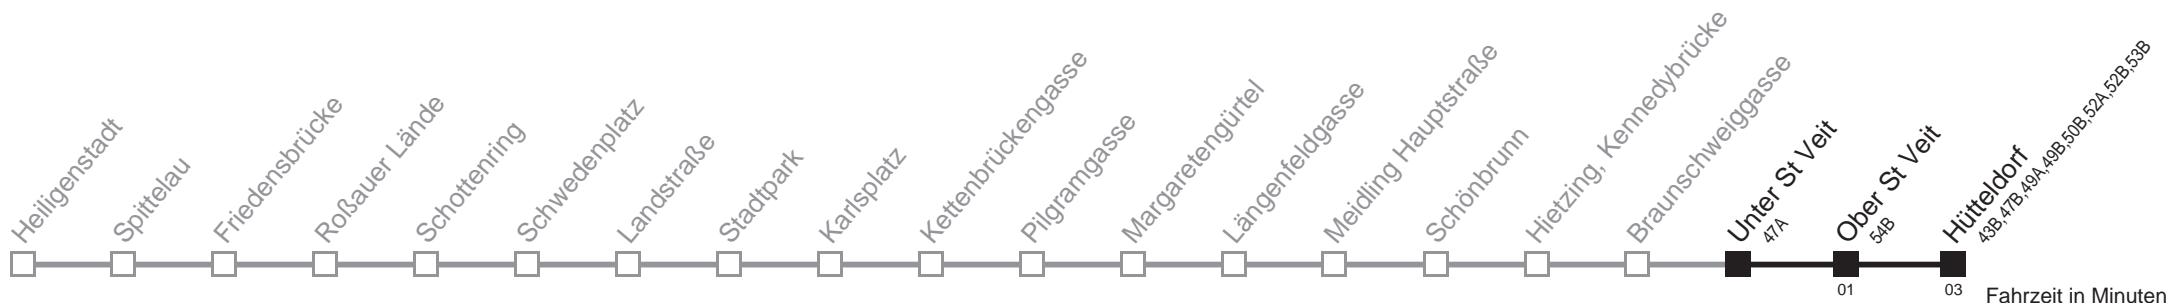 Heiligenstadt
Spittelau
Friedensbrücke
Roßauer Lände
Schottenring
Schwedenplatz
Landstraße
Stadtpark
Karlsplatz
Kettenbrückengasse
Pilgramgasse
Margaretengürtel
Längenfeldgasse
Meidling Hauptstraße
Schönbrunn
Hietzing, Kennedybrücke
Braunschweiggasse
Unter St Veit
47A
Ober St Veit
54B
Hütteldorf
43B,47B,49A,49B,50B,52A,52B,53B
01
03
Fahrzeit in Minuten